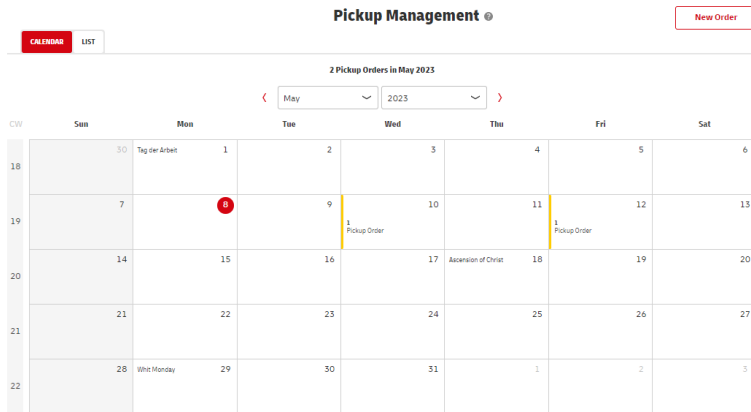 Pickup Management ?
New Order
CALENDAR LIST
2 Pickup Orders in May 2023
May 2023
CW Sun Mon Tue Wed Thu Fri Sat
18 30 Tag der Arbeit 1 2 3 4 5 6
19 7 8 9 10 11 12 13
1 1
Pickup Order Pickup Order
20 14 15 16 17 Ascension of Christ 18 19 20
21 21 22 23 24 25 26 27
22 28 Whit Monday 29 30 31 1 2 3